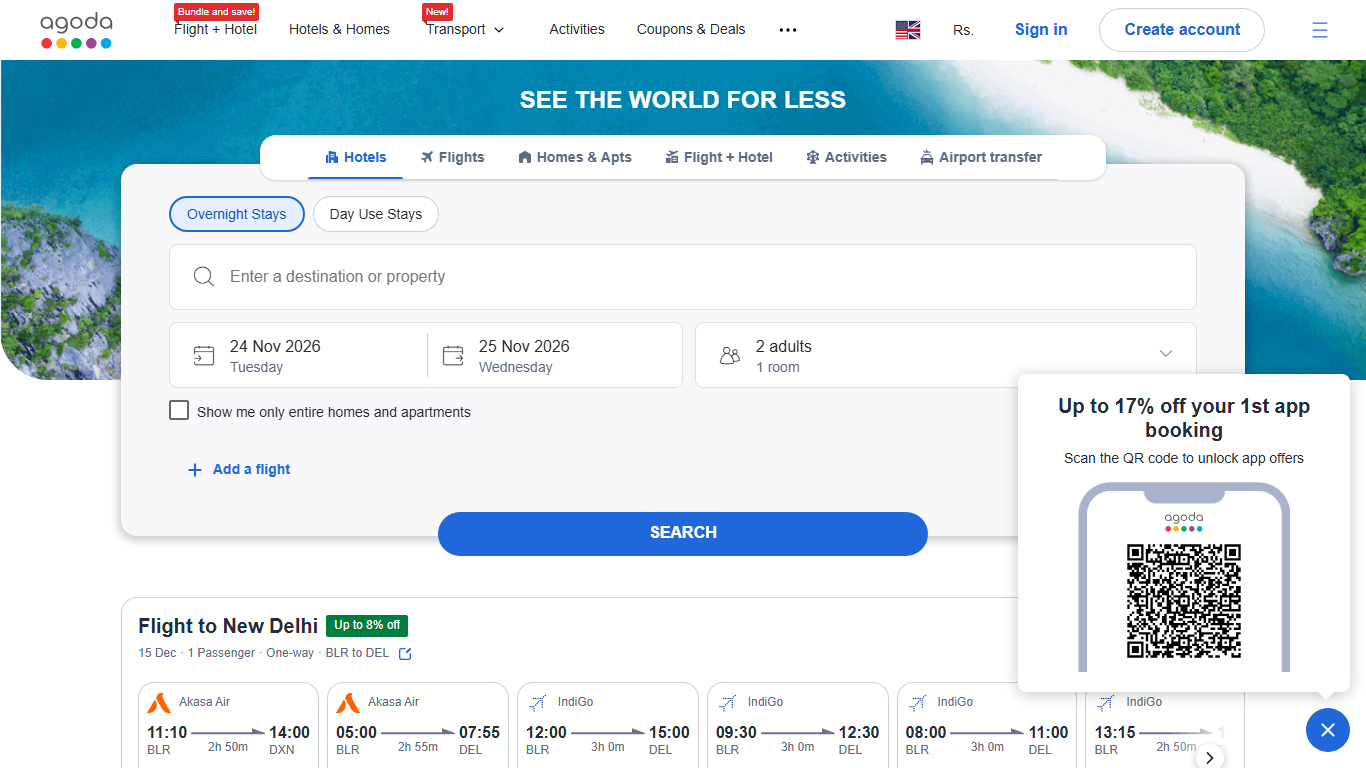 agoda
Bundle and save!
Flight + Hotel
Hotels & Homes
New!
Transport
Activities
Coupons & Deals
Rs.
Sign in
Create account
SEE THE WORLD FOR LESS
Hotels
Flights
Homes & Apts
Flight + Hotel
Activities
Airport transfer
Overnight Stays
Day Use Stays
Enter a destination or property
24 Nov 2026
Tuesday
25 Nov 2026
Wednesday
2 adults
1 room
Show me only entire homes and apartments
Add a flight
SEARCH
Up to 17% off your 1st app
booking
Scan the QR code to unlock app offers
agoda
Flight to New Delhi
Up to 8% off
15 Dec · 1 Passenger · One-way · BLR to DEL
Akasa Air
11:10 14:00
BLR 2h 50m DXN
Akasa Air
05:00 07:55
BLR 2h 55m DEL
IndiGo
12:00 15:00
BLR 3h 0m DEL
IndiGo
09:30 12:30
BLR 3h 0m DEL
IndiGo
08:00 11:00
BLR 3h 0m DEL
IndiGo
13:15
BLR 2h 50m